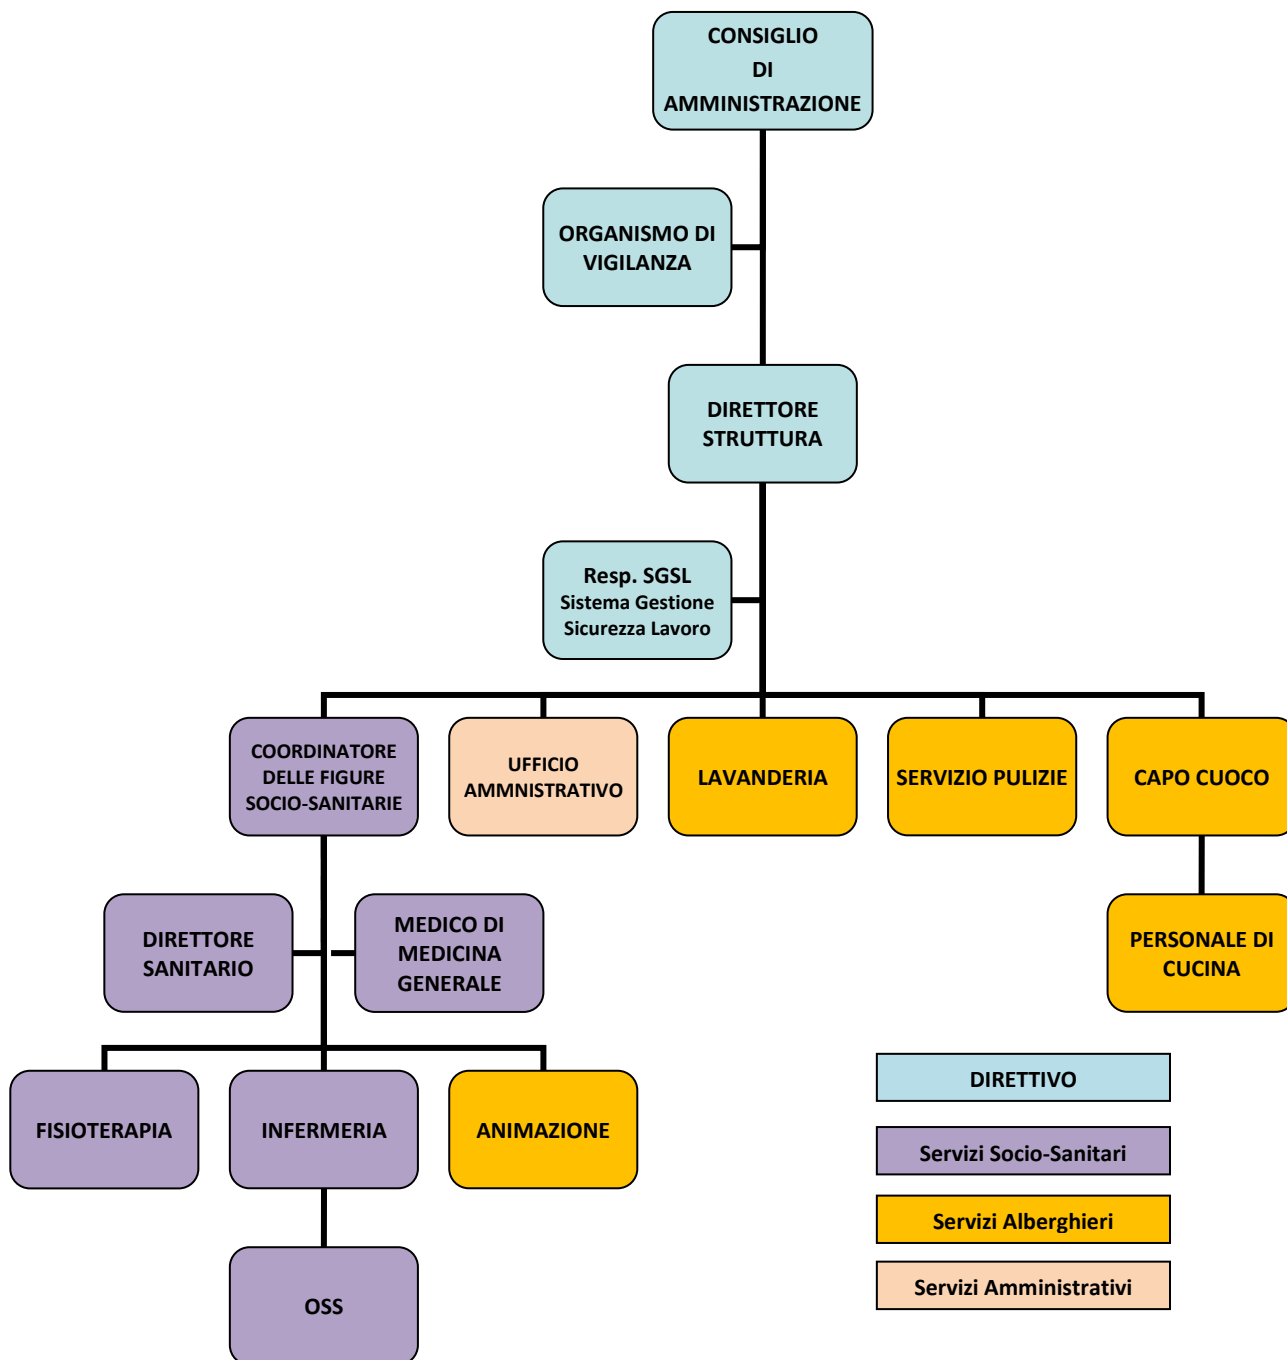 CONSIGLIO
DI
AMMINISTRAZIONE
ORGANISMO DI
VIGILANZA
DIRETTORE
STRUTTURA
Resp. SGSL
Sistema Gestione
Sicurezza Lavoro
COORDINATORE
DELLE FIGURE
SOCIO-SANITARIE
UFFICIO
AMMNISTRATIVO
LAVANDERIA
SERVIZIO PULIZIE
CAPO CUOCO
DIRETTORE
SANITARIO
MEDICO DI
MEDICINA
GENERALE
PERSONALE DI
CUCINA
FISIOTERAPIA
INFERMERIA
ANIMAZIONE
OSS
DIRETTIVO
Servizi Socio-Sanitari
Servizi Alberghieri
Servizi Amministrativi